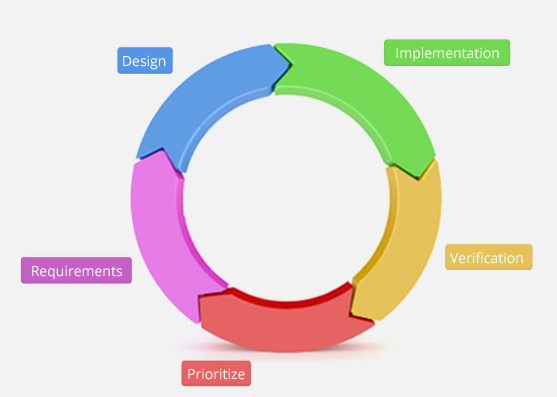 Design
Implementation
Verification
Requirements
Prioritize